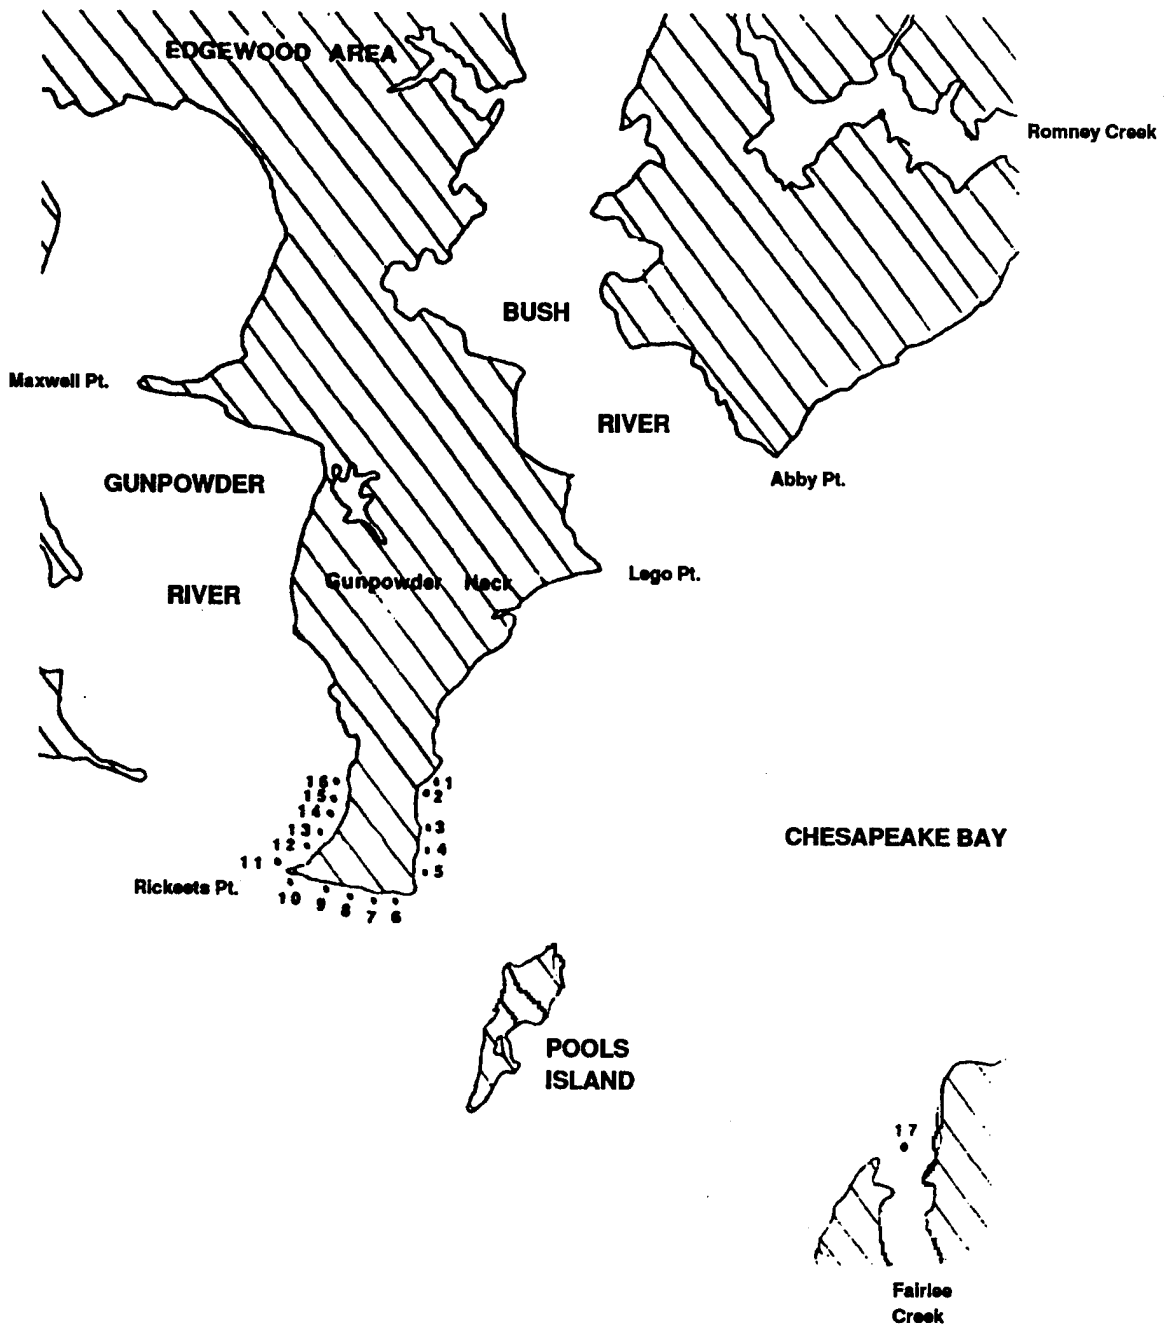 EDGEWOOD AREA
Romney Creek
BUSH
Maxwell Pt.
RIVER
Abby Pt.
GUNPOWDER
Gunpowder Neck
Lego Pt.
RIVER
16
1
15
2
14
13
3
12
4
11
5
Rickeets Pt.
10
9
8
7
6
CHESAPEAKE BAY
POOLS
ISLAND
17
Fairlee
Creek